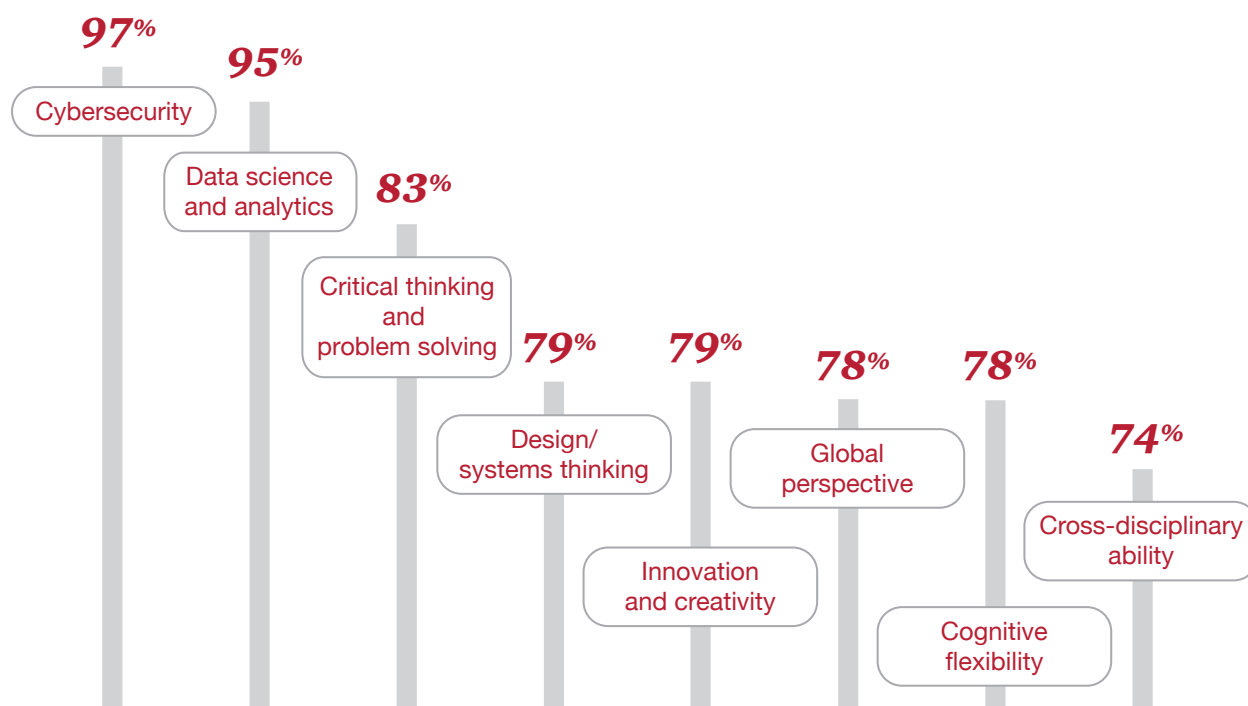 97%
Cybersecurity
95%
Data science
and analytics
83%
Critical thinking
and
problem solving
79%
Design/
systems thinking
79%
Innovation
and creativity
78%
Global
perspective
78%
Cognitive
flexibility
74%
Cross-disciplinary
ability